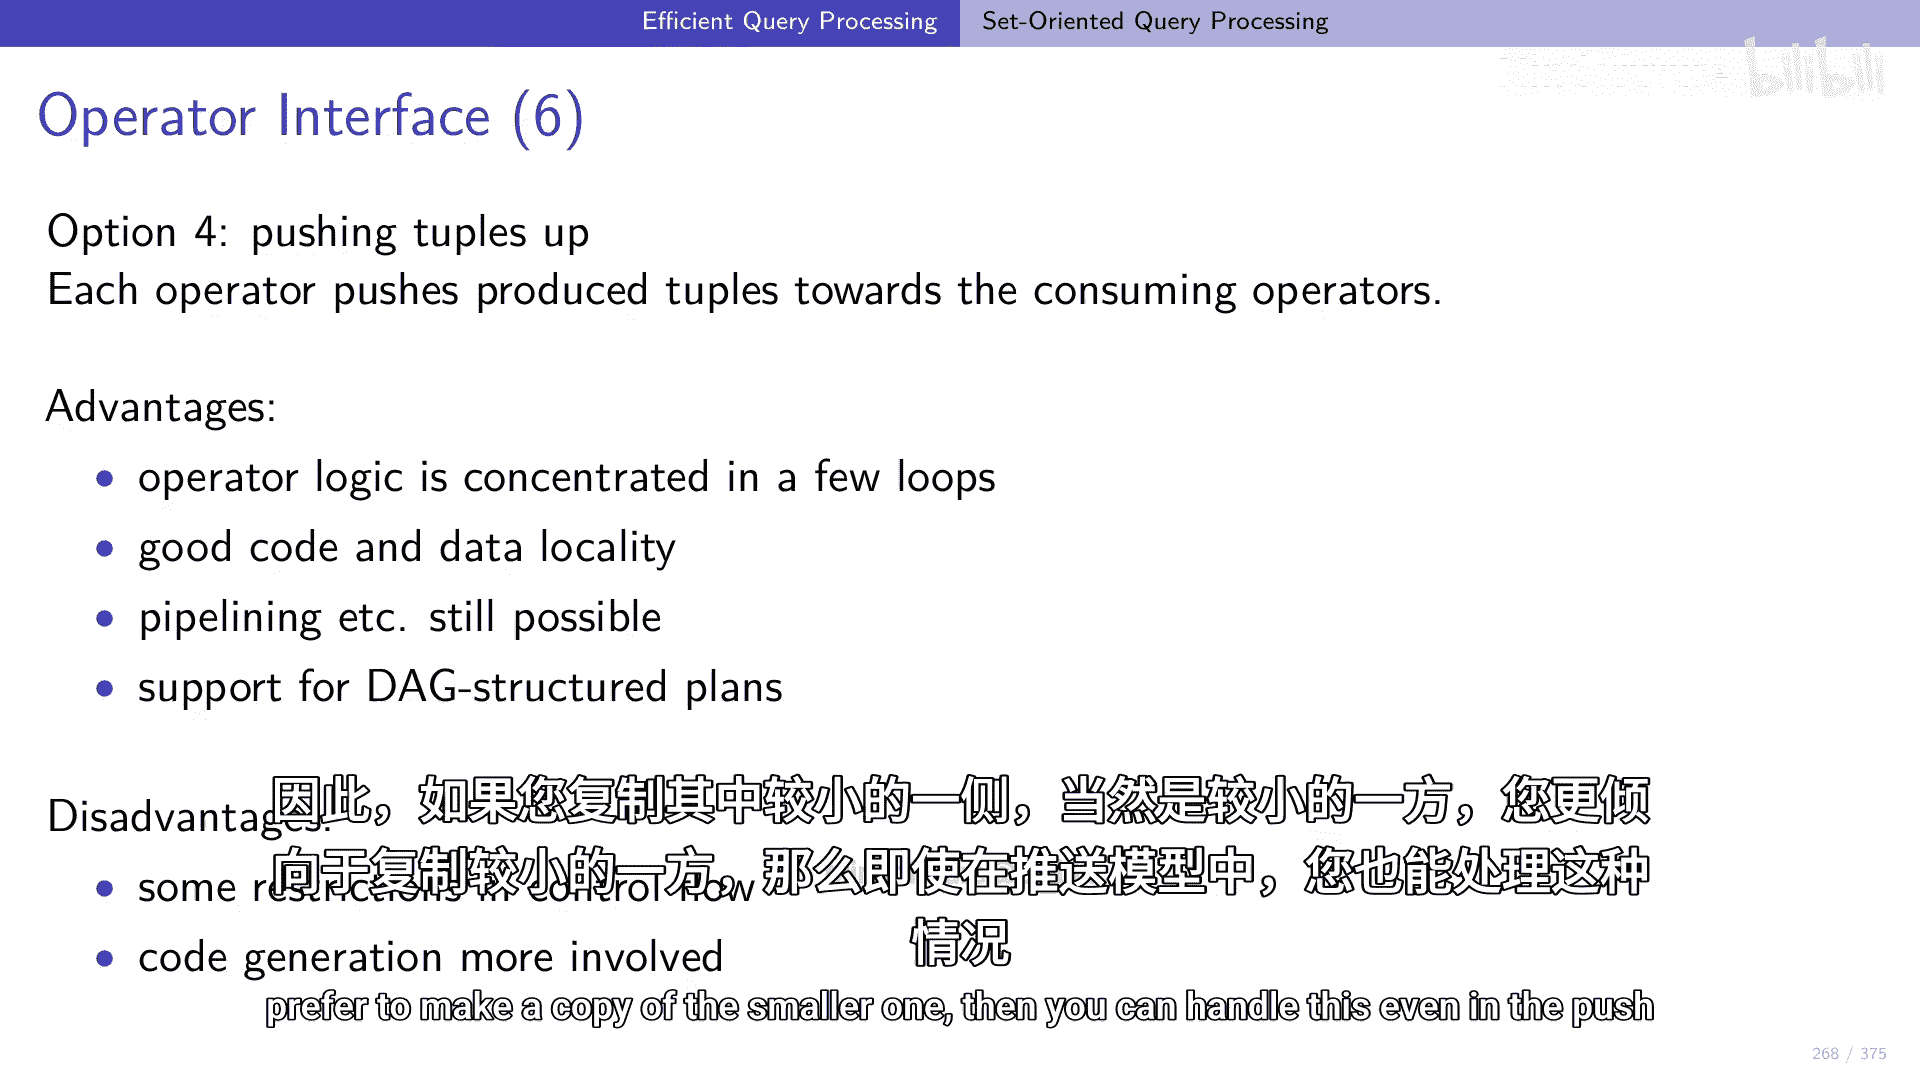 Efficient Query Processing
Set-Oriented Query Processing
bilibili
Operator Interface (6)
Option 4: pushing tuples up
Each operator pushes produced tuples towards the consuming operators.
Advantages:
operator logic is concentrated in a few loops
good code and data locality
pipelining etc. still possible
support for DAG-structured plans
Disadvantages:
some restrictions in control flow
code generation more involved
因此，如果您复制其中较小的一侧，当然是较小的一方，您更倾
向于复制较小的一方，那么即使在推送模型中，您也能处理这种
情况
prefer to make a copy of the smaller one, then you can handle this even in the push
268 / 375